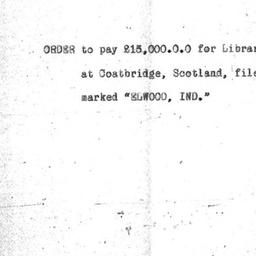 ORDER to pay £15,000.0.0 for Librar
at Coatbridge, Scotland, file
marked "ELWOOD, IND."